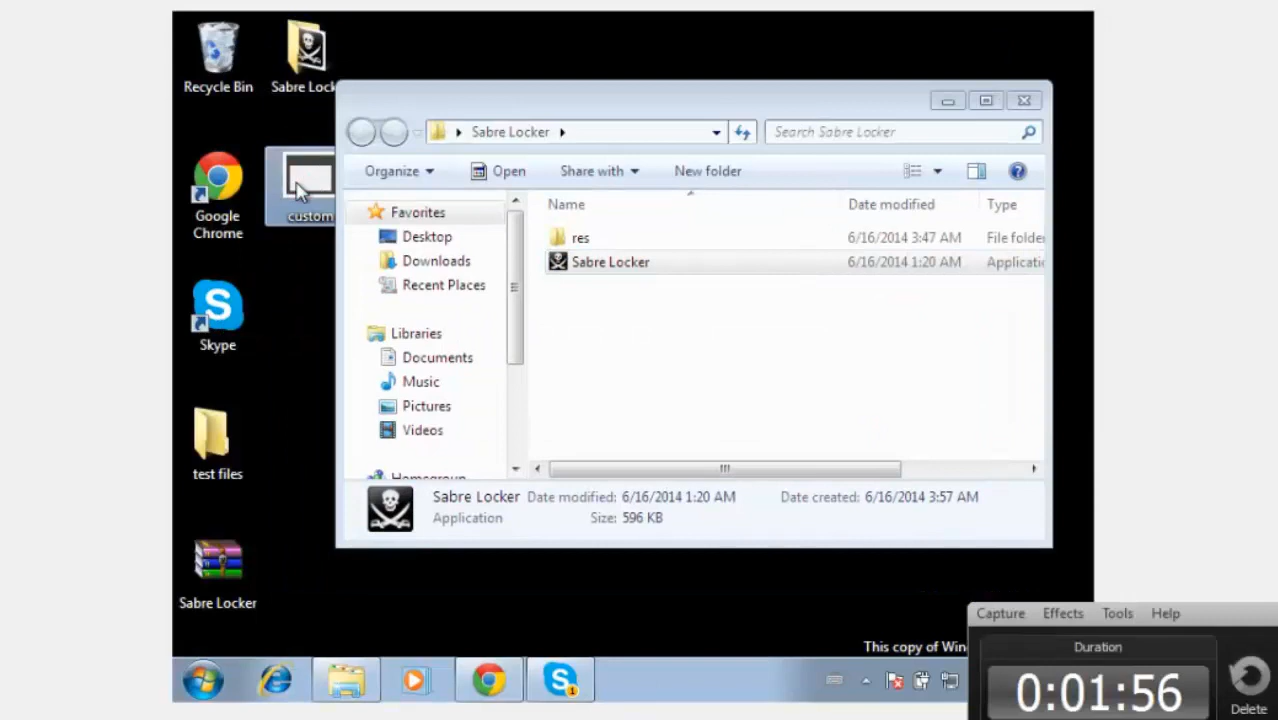 Recycle Bin
Sabre Lock
Google
Chrome
custom
Skype
test files
Sabre Locker
Sabre Locker
Search Sabre Locker
Organize
Open
Share with
New folder
Favorites
Desktop
Downloads
Recent Places
Libraries
Documents
Music
Pictures
Videos
Homegroup
Name
Date modified
Type
res
6/16/2014 3:47 AM
File folde
Sabre Locker
6/16/2014 1:20 AM
Applicati
Sabre Locker
Date modified: 6/16/2014 1:20 AM
Date created: 6/16/2014 3:57 AM
Application
Size: 596 KB
This copy of Win
1
Capture
Effects
Tools
Help
Duration
0:01:56
Delete